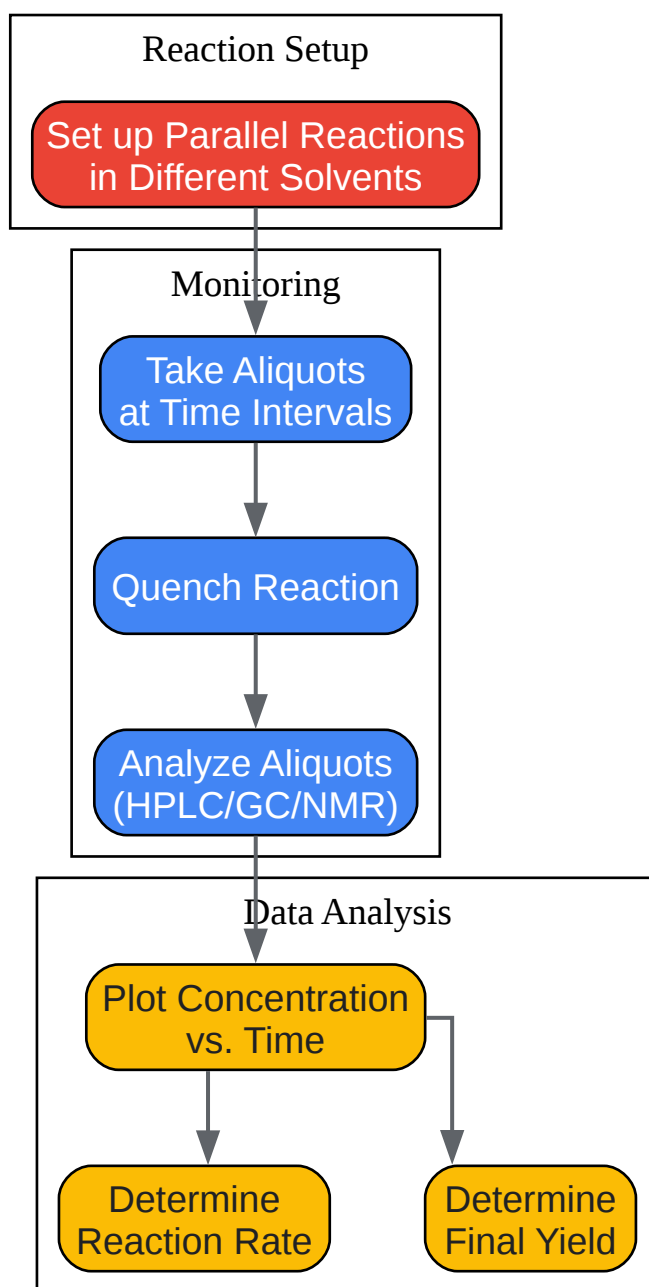 Reaction Setup
Set up Parallel Reactions
in Different Solvents
Monitoring
Take Aliquots
at Time Intervals
Quench Reaction
Analyze Aliquots
(HPLC/GC/NMR)
Data Analysis
Plot Concentration
vs. Time
Determine
Reaction Rate
Determine
Final Yield